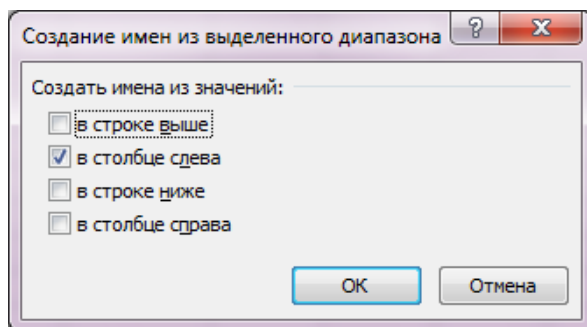 Создание имен из выделенного диапазона
Создать имена из значений:
в строке выше
в столбце слева
в строке ниже
в столбце справа
ОК Отмена